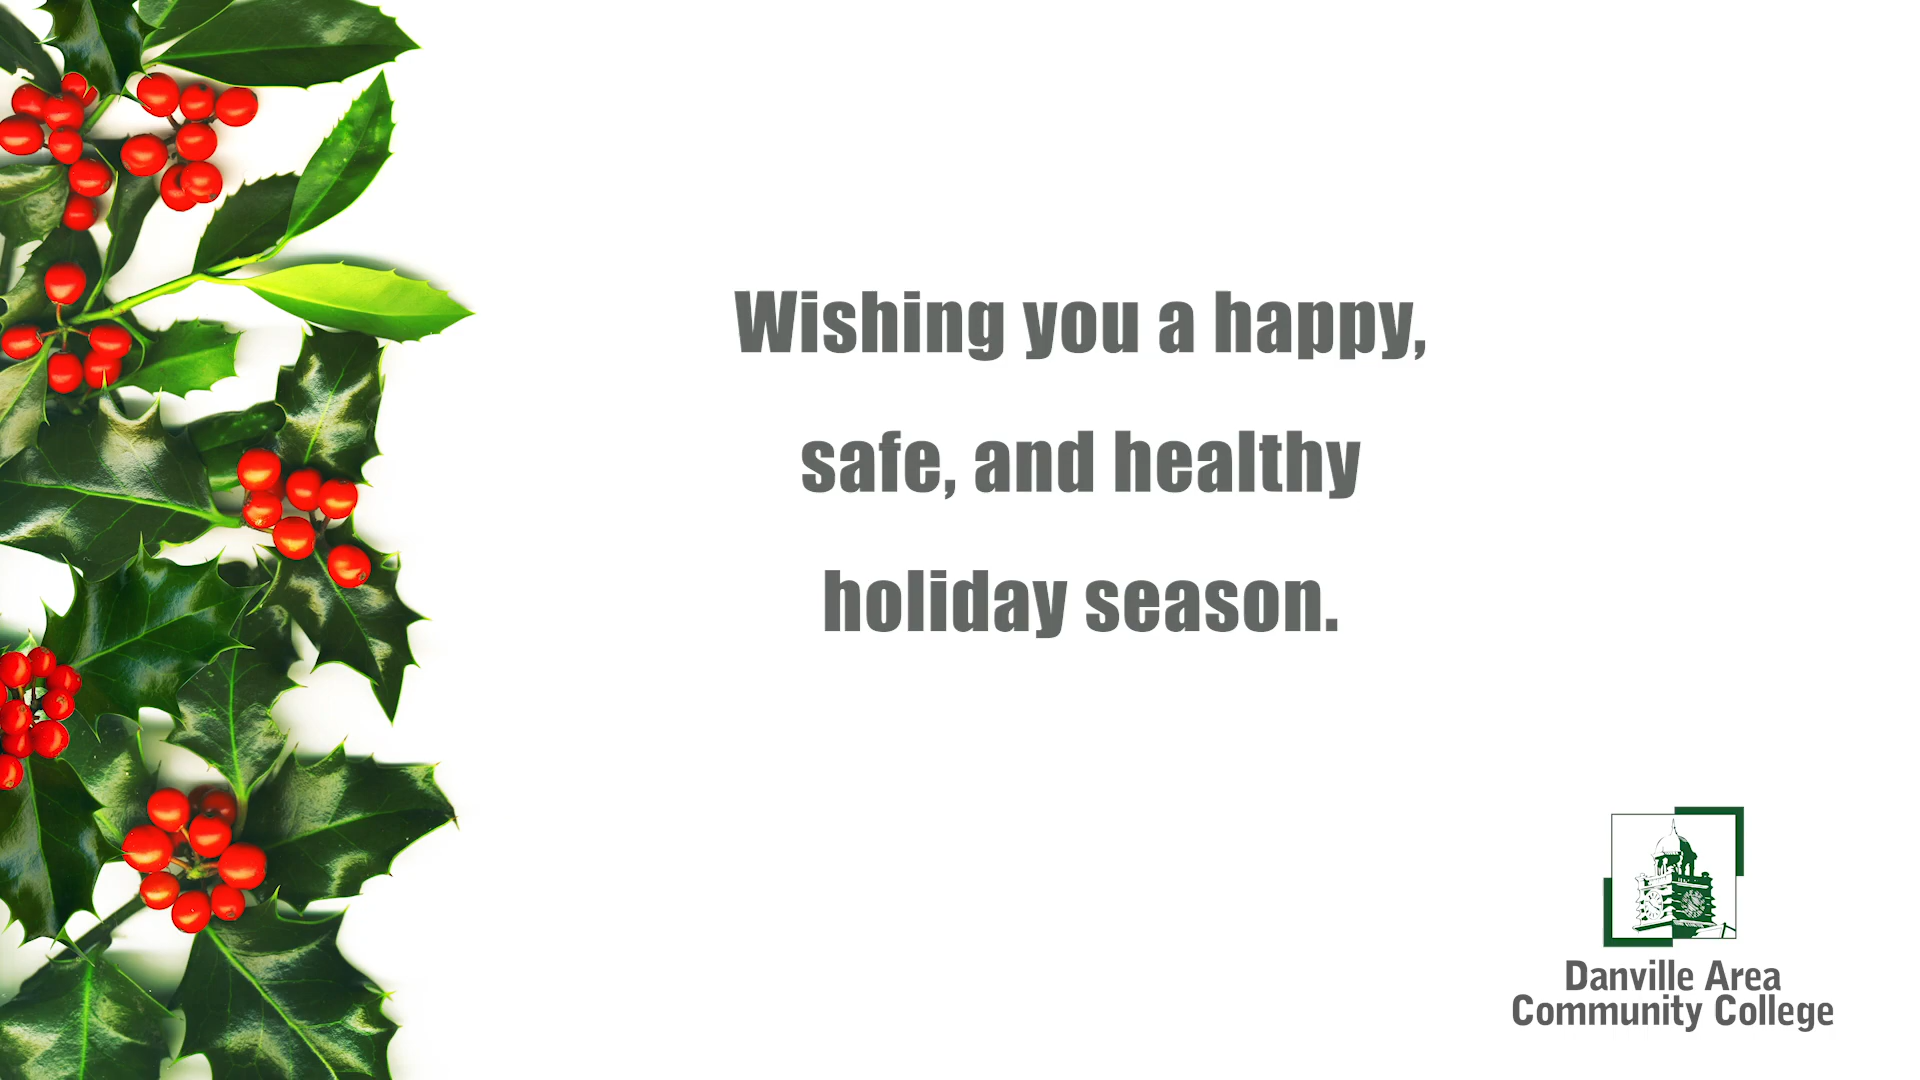 Wishing you a happy,
safe, and healthy
holiday season.
Danville Area
Community College